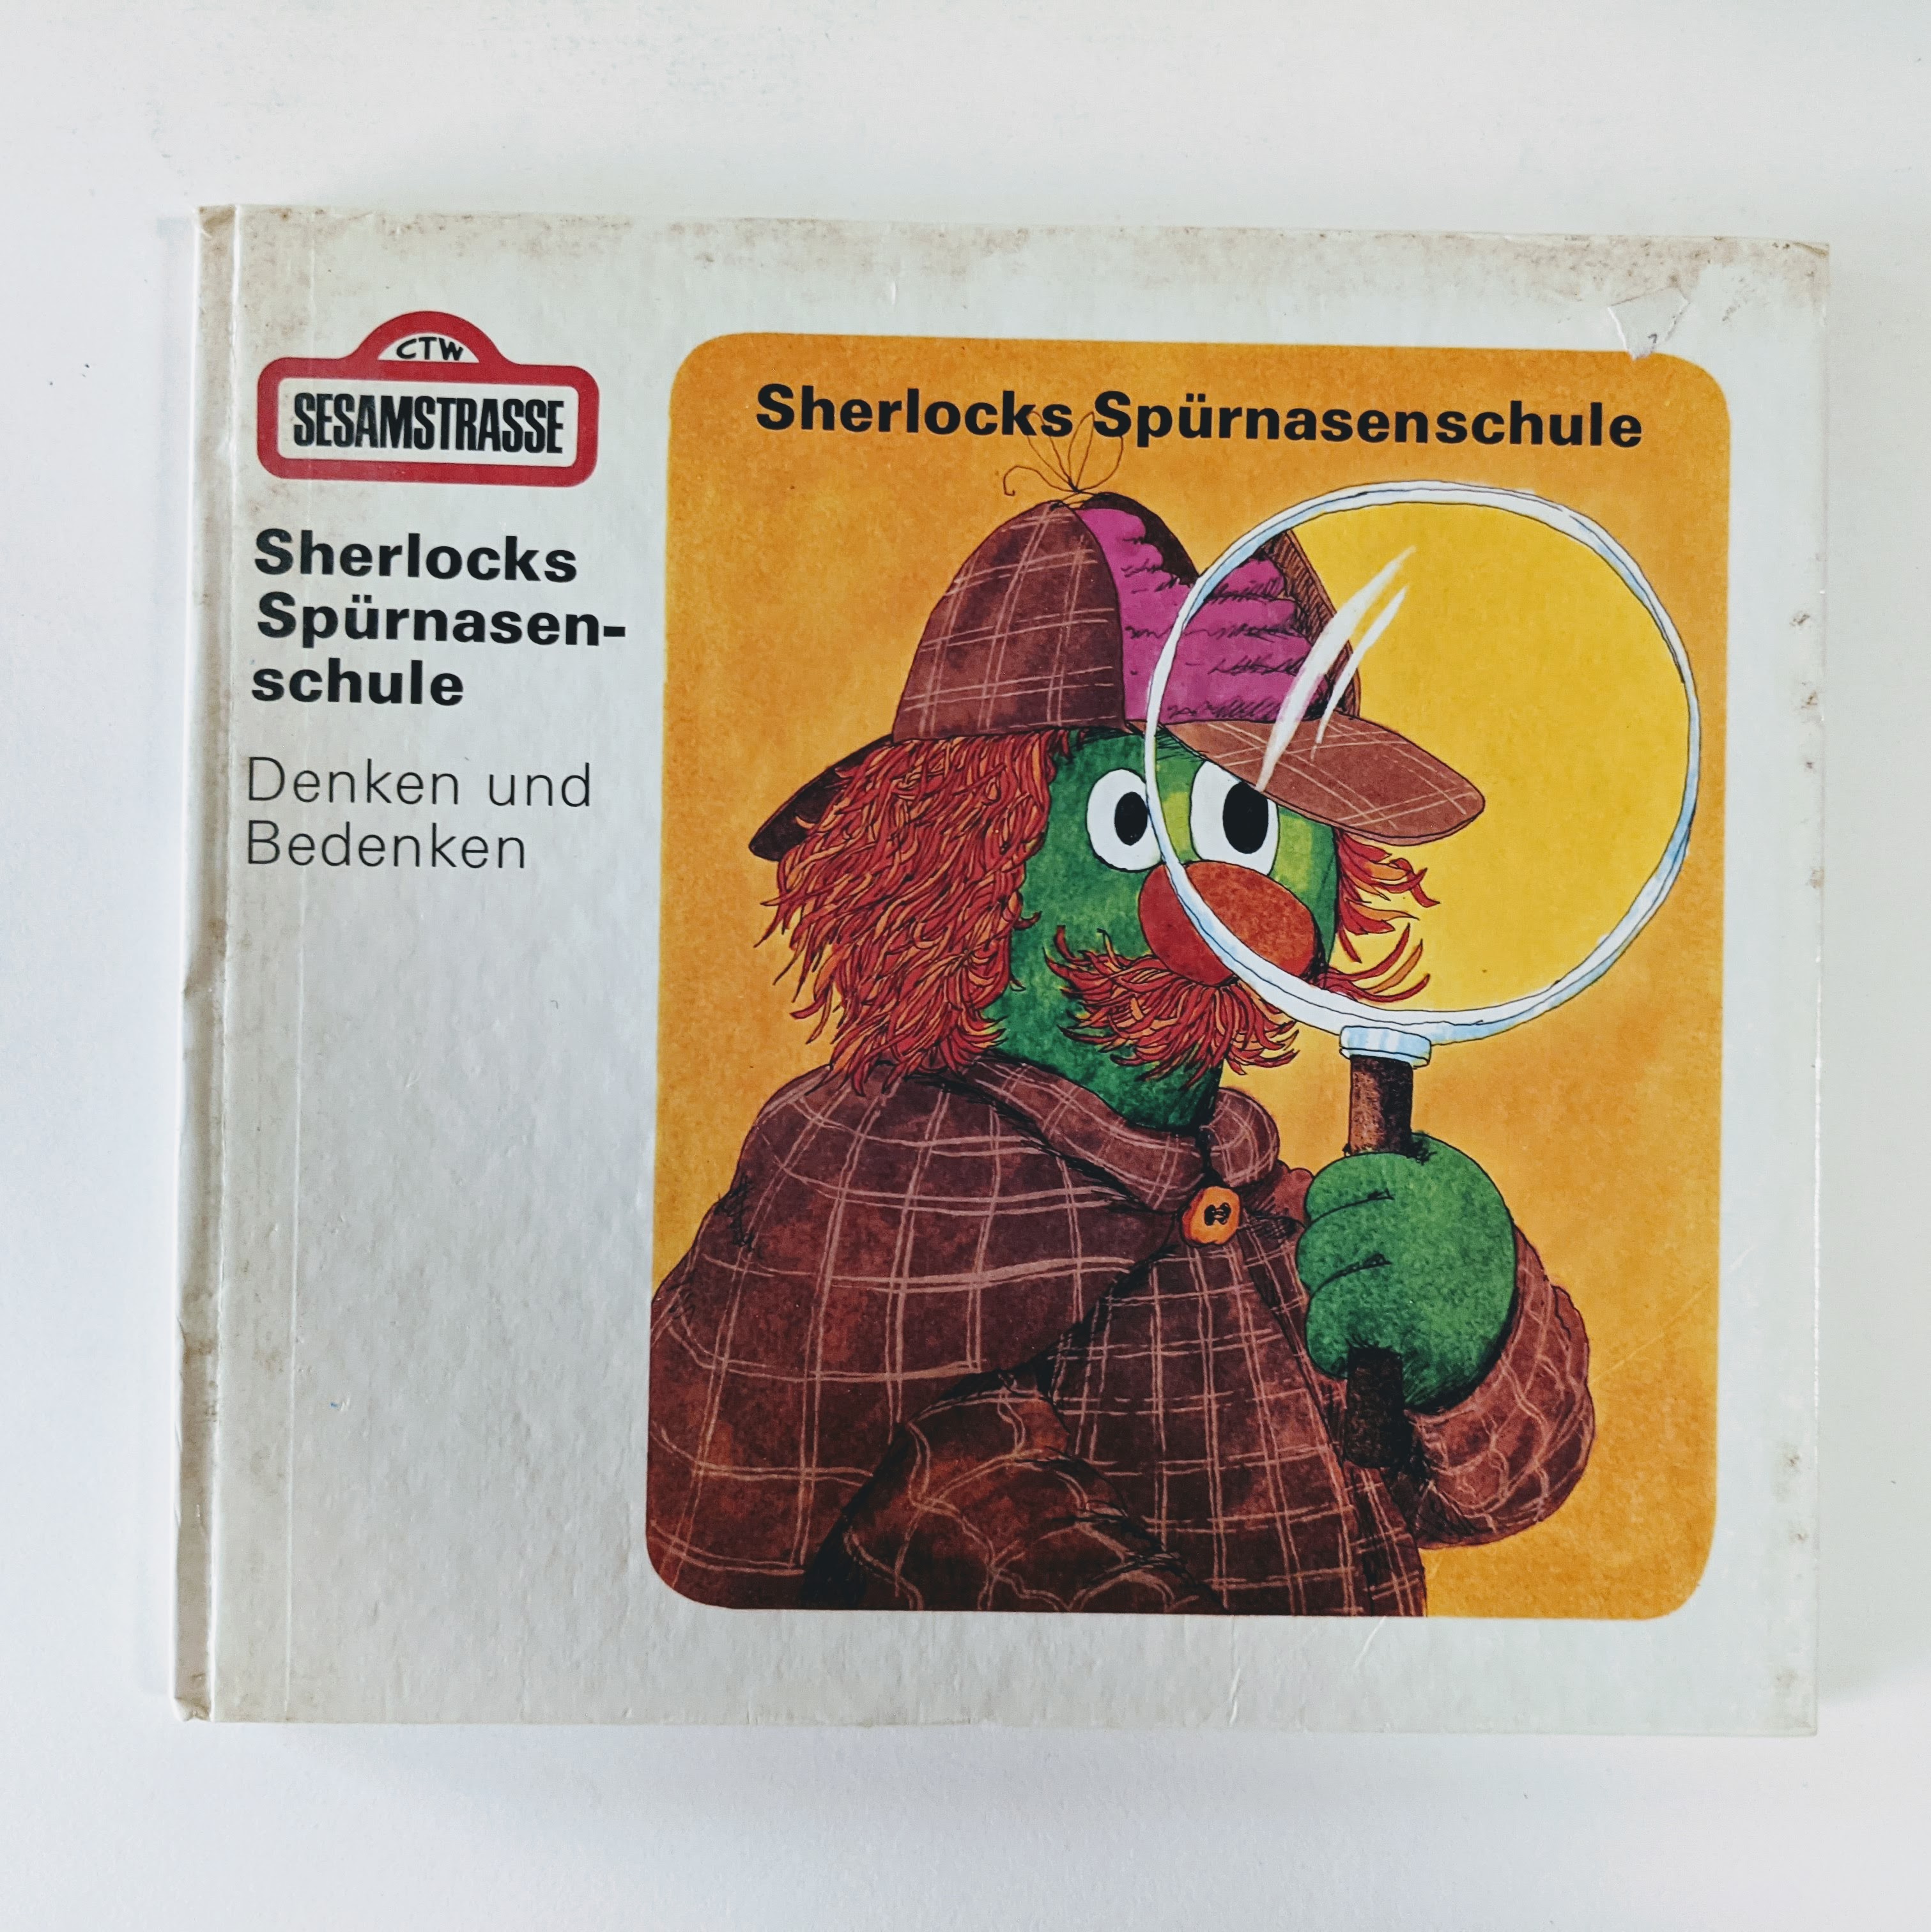 CTW
SESAMSTRASSE
Sherlocks
Spürnasen-
schule
Denken und
Bedenken
Sherlocks Spürnasenschule